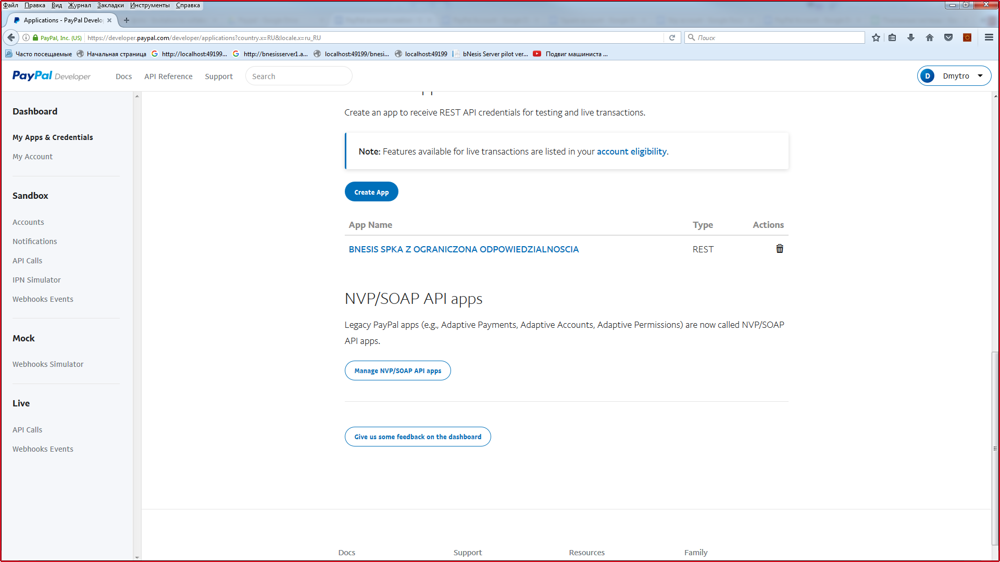 Файл Правка Вид Журнал Закладки Инструменты Справка
Applications - PayPal Develo
PayPal, Inc. (US) https://developer.paypal.com/developer/applications?country.x=RU&locale.x=ru_RU Поиск
Часто посещаемые Начальная страница http://localhost:49199... http://bnesisserver1.a... localhost:49199/bnesi... localhost:49199 bNesis Server pilot ver... Подвиг машиниста ...
PayPal Developer Docs API Reference Support Search D Dmytro
Dashboard
My Apps & Credentials
My Account
Sandbox
Accounts
Notifications
API Calls
IPN Simulator
Webhooks Events
Mock
Webhooks Simulator
Live
API Calls
Webhooks Events
Create an app to receive REST API credentials for testing and live transactions.
Note: Features available for live transactions are listed in your account eligibility.
Create App
App Name Type Actions
BNESIS SPKA Z OGRANICZONA ODPOWIEDZIALNOSCIA REST
NVP/SOAP API apps
Legacy PayPal apps (e.g., Adaptive Payments, Adaptive Accounts, Adaptive Permissions) are now called NVP/SOAP
API apps.
Manage NVP/SOAP API apps
Give us some feedback on the dashboard
Docs Support Resources Family